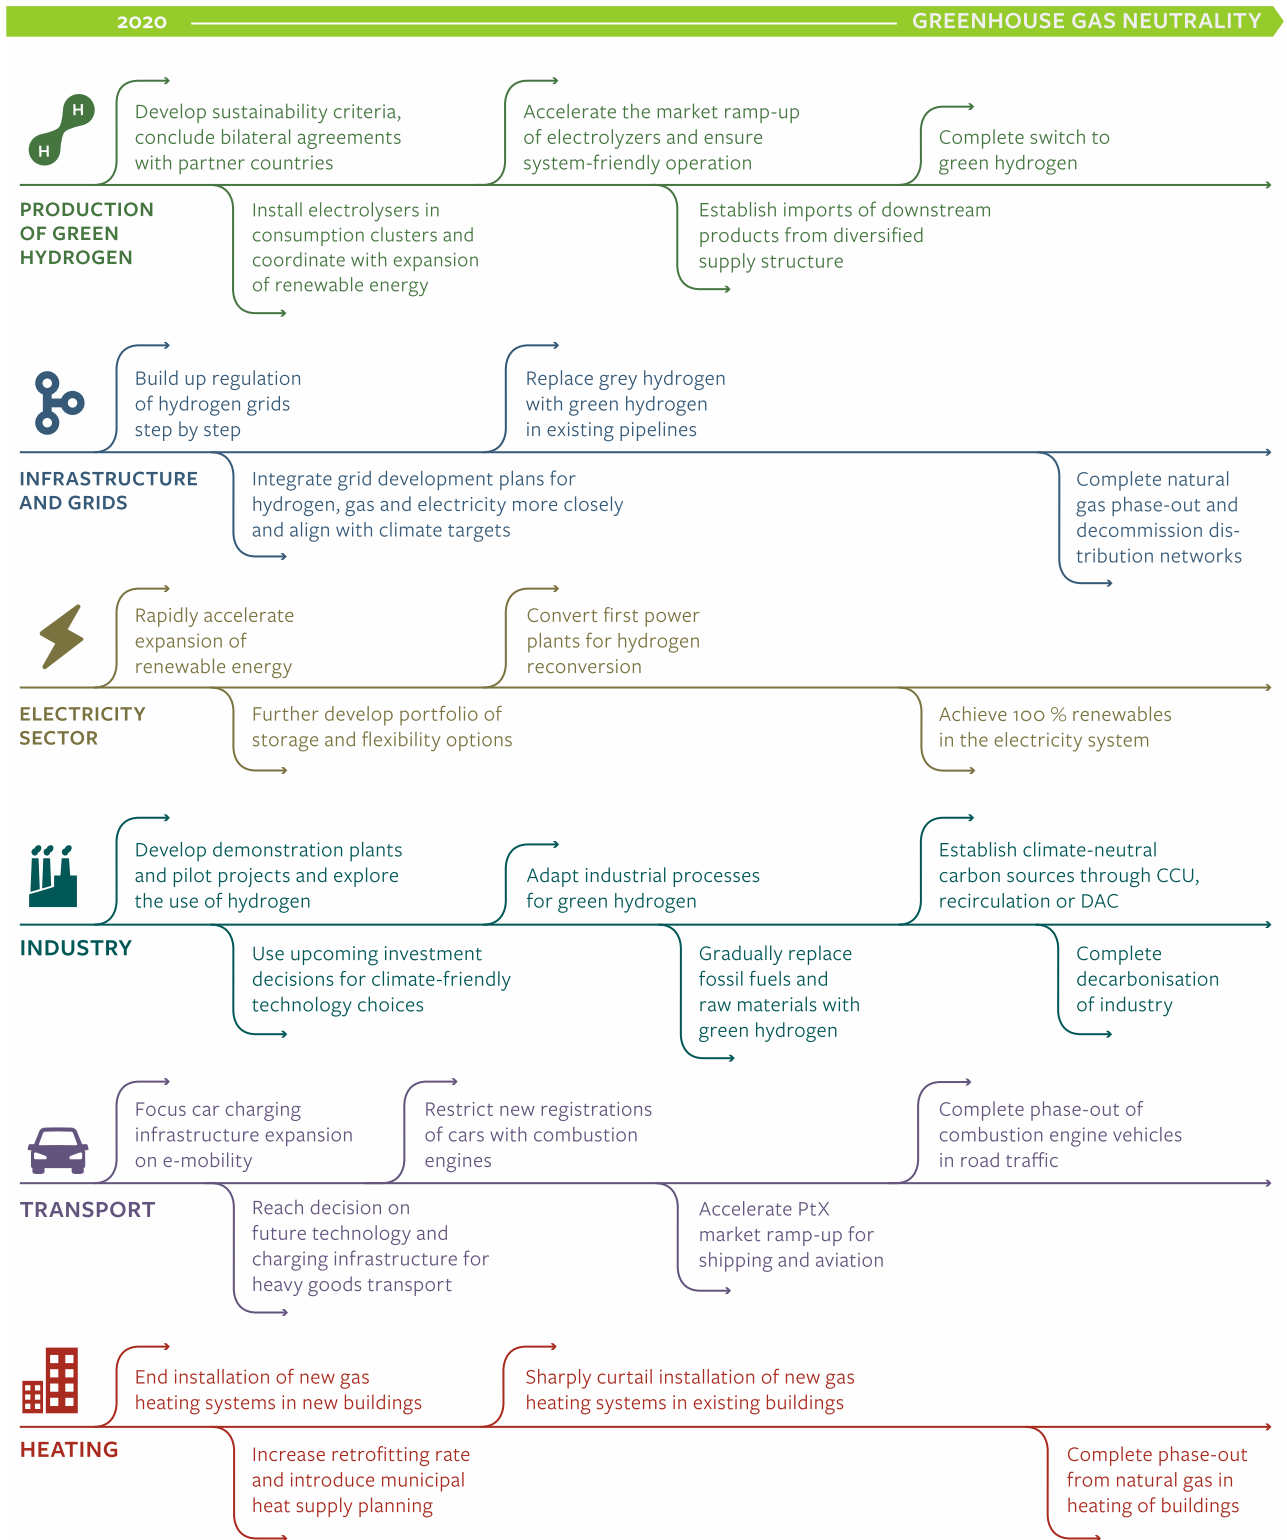 2020
GREENHOUSE GAS NEUTRALITY
H
H
Develop sustainability criteria,
conclude bilateral agreements
with partner countries
Accelerate the market ramp-up
of electrolyzers and ensure
system-friendly operation
Complete switch to
green hydrogen
PRODUCTION
OF GREEN
HYDROGEN
Install electrolysers in
consumption clusters and
coordinate with expansion
of renewable energy
Establish imports of downstream
products from diversified
supply structure
Build up regulation
of hydrogen grids
step by step
Replace grey hydrogen
with green hydrogen
in existing pipelines
INFRASTRUCTURE
AND GRIDS
Integrate grid development plans for
hydrogen, gas and electricity more closely
and align with climate targets
Complete natural
gas phase-out and
decommission dis-
tribution networks
Rapidly accelerate
expansion of
renewable energy
Convert first power
plants for hydrogen
reconversion
ELECTRICITY
SECTOR
Further develop portfolio of
storage and flexibility options
Achieve 100 % renewables
in the electricity system
Develop demonstration plants
and pilot projects and explore
the use of hydrogen
Adapt industrial processes
for green hydrogen
Establish climate-neutral
carbon sources through CCU,
recirculation or DAC
INDUSTRY
Use upcoming investment
decisions for climate-friendly
technology choices
Gradually replace
fossil fuels and
raw materials with
green hydrogen
Complete
decarbonisation
of industry
Focus car charging
infrastructure expansion
on e-mobility
Restrict new registrations
of cars with combustion
engines
Complete phase-out of
combustion engine vehicles
in road traffic
TRANSPORT
Reach decision on
future technology and
charging infrastructure for
heavy goods transport
Accelerate PtX
market ramp-up for
shipping and aviation
End installation of new gas
heating systems in new buildings
Sharply curtail installation of new gas
heating systems in existing buildings
HEATING
Increase retrofitting rate
and introduce municipal
heat supply planning
Complete phase-out
from natural gas in
heating of buildings